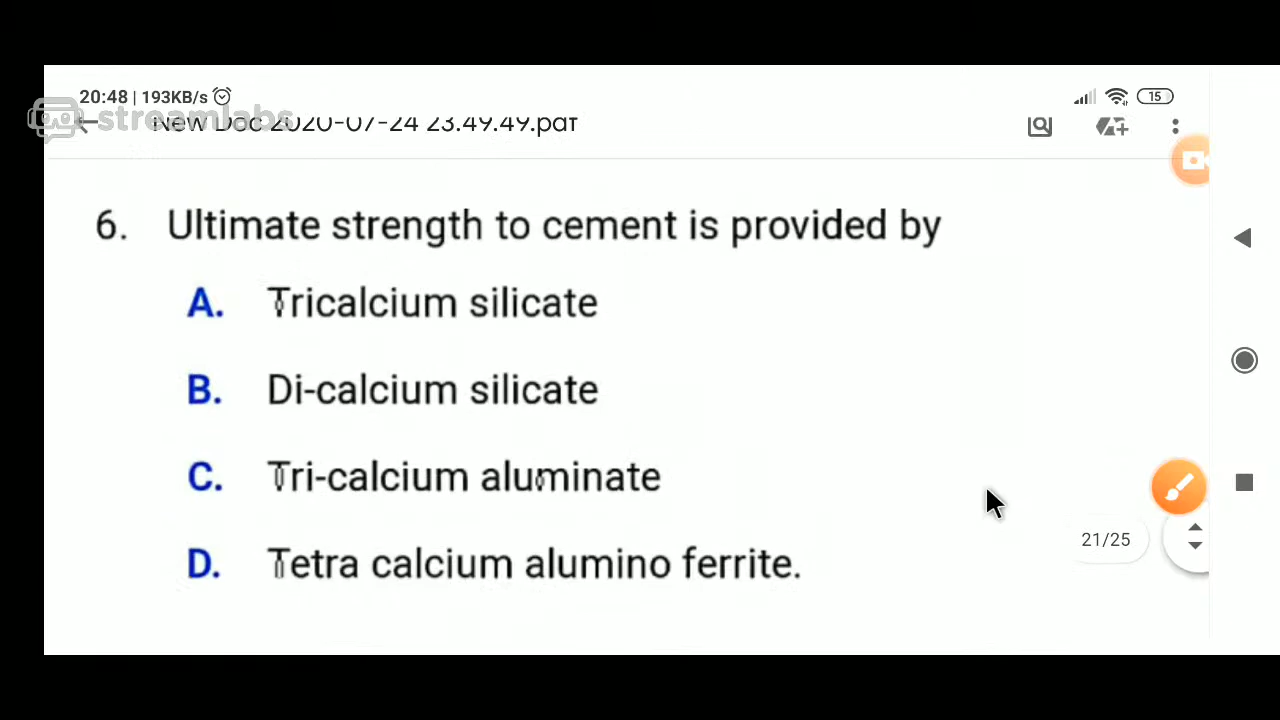 20:48 | 193KB/s
15
streamlabs
New Doc 2020-07-24 23.49.49.pdf
6. Ultimate strength to cement is provided by
A. Tricalcium silicate
B. Di-calcium silicate
C. Tri-calcium aluminate
D. Tetra calcium alumino ferrite.
21/25